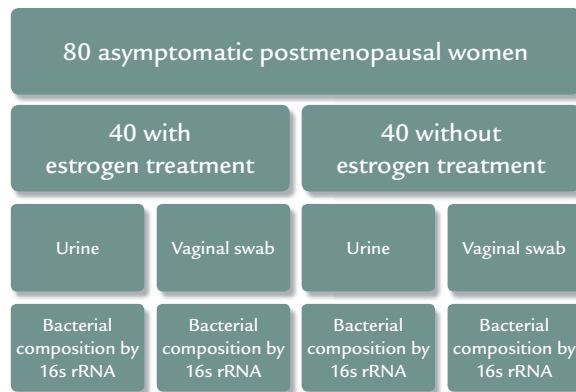 80 asymptomatic postmenopausal women
40 with
estrogen treatment
40 without
estrogen treatment
Urine
Vaginal swab
Urine
Vaginal swab
Bacterial
composition by
16s rRNA
Bacterial
composition by
16s rRNA
Bacterial
composition by
16s rRNA
Bacterial
composition by
16s rRNA